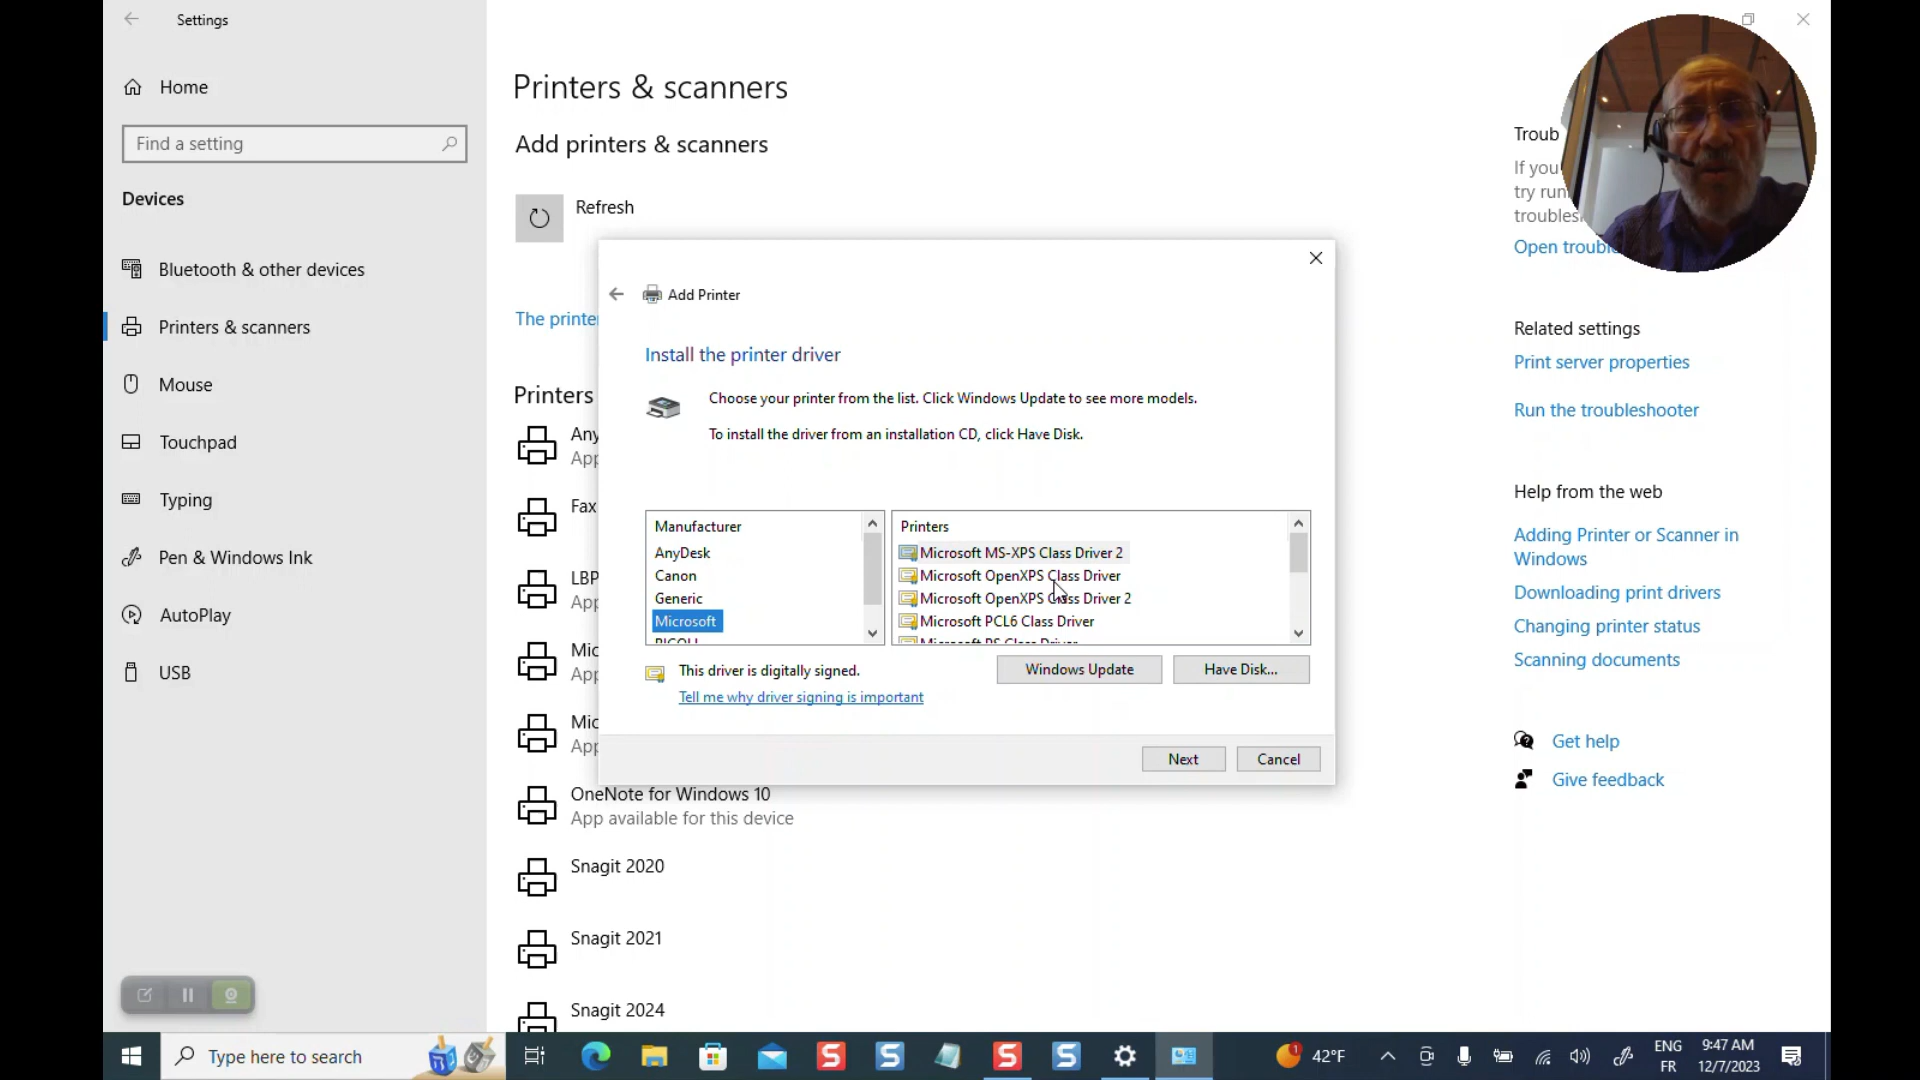 Settings
Home
Find a setting
Devices
Bluetooth & other devices
Printers & scanners
Mouse
Touchpad
Typing
Pen & Windows Ink
AutoPlay
USB
Printers & scanners
Add printers & scanners
Refresh
The printe
Printers
Any
App
Fax
App
LBP
App
Mic
App
Mic
App
OneNote for Windows 10
App available for this device
Snagit 2020
Snagit 2021
Snagit 2024
Add Printer
Install the printer driver
Choose your printer from the list. Click Windows Update to see more models.
To install the driver from an installation CD, click Have Disk.
Manufacturer
AnyDesk
Canon
Generic
Microsoft
RICOH
Printers
Microsoft MS-XPS Class Driver 2
Microsoft OpenXPS Class Driver
Microsoft OpenXPS Class Driver 2
Microsoft PCL6 Class Driver
Microsoft PS Class Driver
This driver is digitally signed.
Tell me why driver signing is important
Windows Update
Have Disk...
Next
Cancel
Troub
If you
try run
troubles
Open troubl
Related settings
Print server properties
Run the troubleshooter
Help from the web
Adding Printer or Scanner in
Windows
Downloading print drivers
Changing printer status
Scanning documents
Get help
Give feedback
Type here to search
42°F
ENG
FR
9:47 AM
12/7/2023